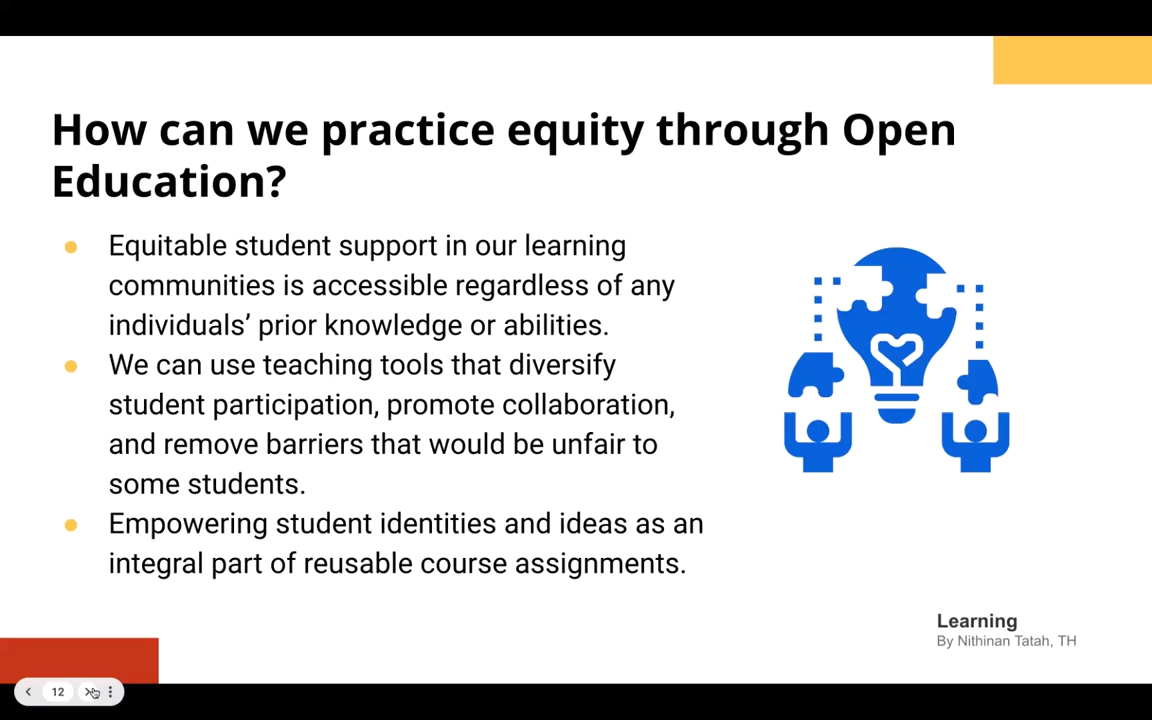 How can we practice equity through Open
Education?
● Equitable student support in our learning
communities is accessible regardless of any
individuals’ prior knowledge or abilities.
● We can use teaching tools that diversify
student participation, promote collaboration,
and remove barriers that would be unfair to
some students.
● Empowering student identities and ideas as an
integral part of reusable course assignments.
Learning
By Nithinan Tatah, TH
12